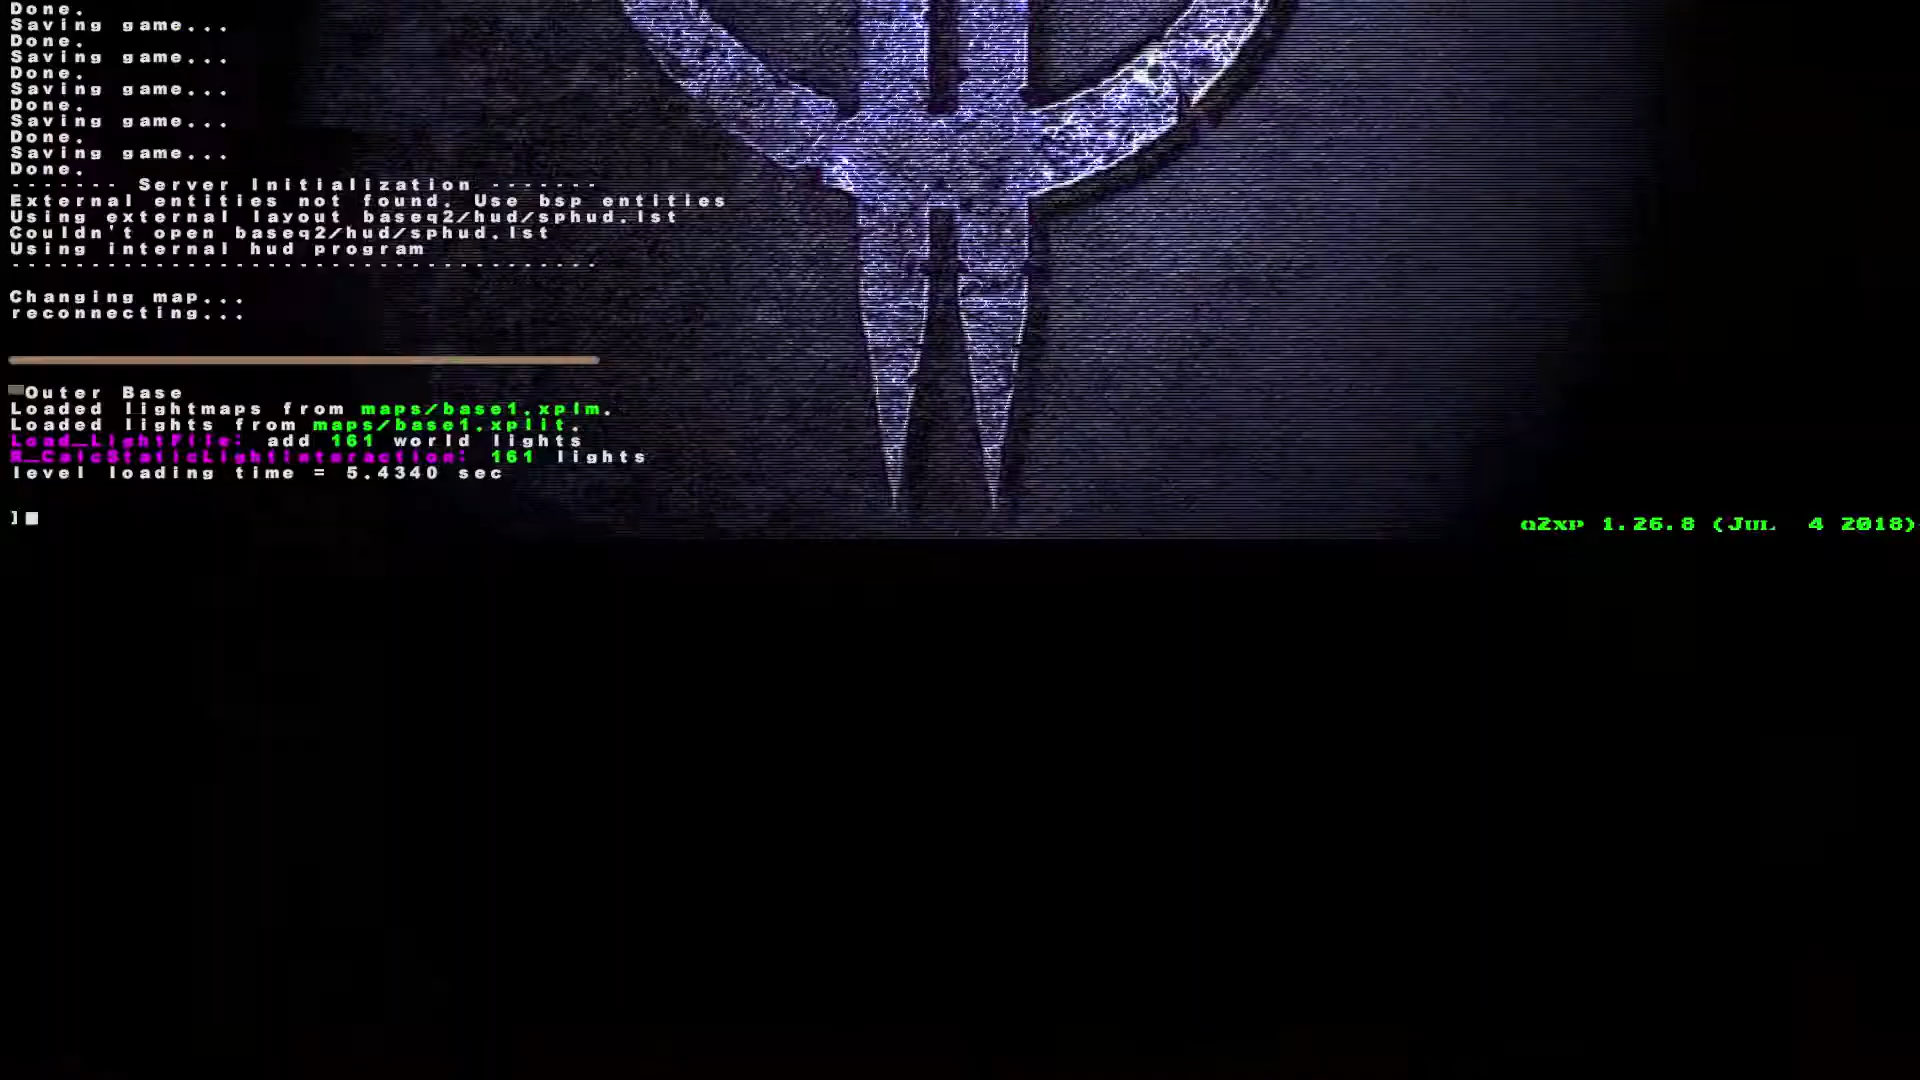 Done.
Saving game...
Done.
Saving game...
Done.
Saving game...
Done.
Saving game...
Done.
Saving game...
Done.
------- Server Initialization -------
External entities not found. Use bsp entities
Using external layout baseq2/hud/sphud.lst
Couldn't open baseq2/hud/sphud.lst
Using internal hud program
-------------------------------------
Changing map...
reconnecting...
Outer Base
Loaded lightmaps from maps/base1.xplm.
Loaded lights from maps/base1.xplit.
Load_LightFile: add 161 world lights
R_CalcStaticLightInteraction: 161 lights
level loading time = 5.4340 sec
]
q2xp 1.26.8 (Jul 4 2018)